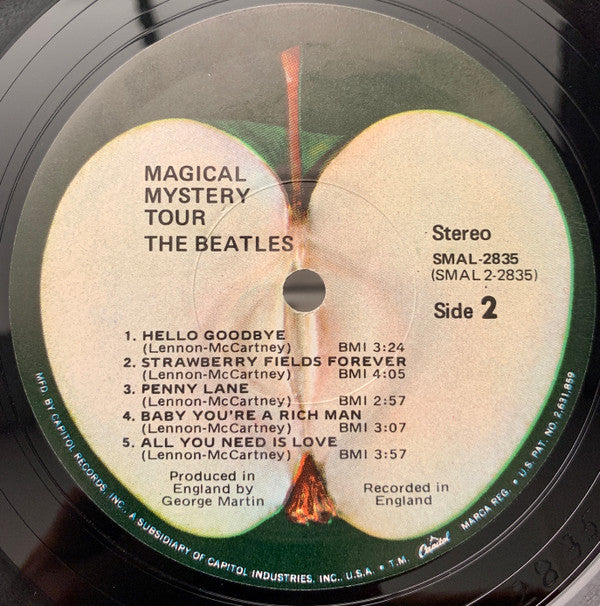 MAGICAL
MYSTERY
TOUR
THE BEATLES
Stereo
SMAL-2835
(SMAL 2-2835)
Side 2
1. HELLO GOODBYE
(Lennon-McCartney) BMI 3:24
2. STRAWBERRY FIELDS FOREVER
(Lennon-McCartney) BMI 4:05
3. PENNY LANE
(Lennon-McCartney) BMI 2:57
4. BABY YOU'RE A RICH MAN
(Lennon-McCartney) BMI 3:07
5. ALL YOU NEED IS LOVE
(Lennon-McCartney) BMI 3:57
Produced in
England by
George Martin
Recorded in
England
MFD. BY CAPITOL RECORDS, INC., A SUBSIDIARY OF CAPITOL INDUSTRIES, INC., U.S.A. • T.M. Capitol MARCA REG. • U.S. PAT. NO. 2,631,859